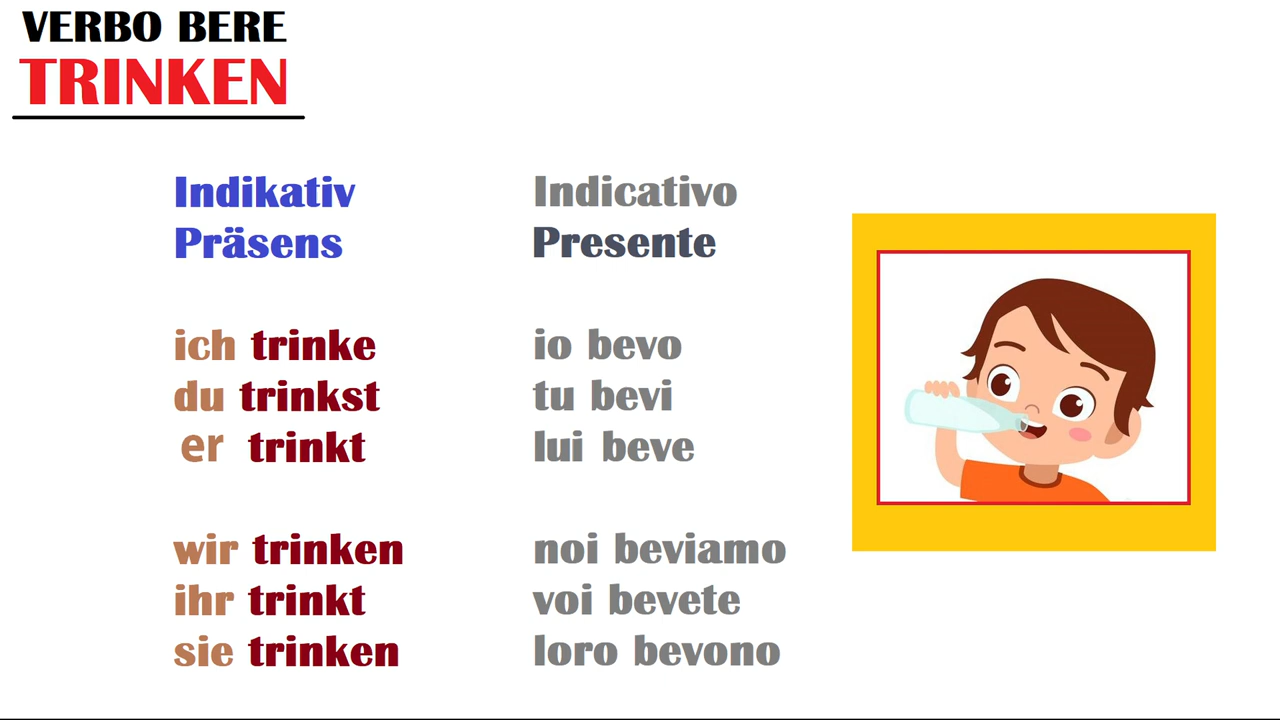 VERBO BERE
TRINKEN
Indikativ
Präsens
ich trinke
du trinkst
er trinkt
wir trinken
ihr trinkt
sie trinken
Indicativo
Presente
io bevo
tu bevi
lui beve
noi beviamo
voi bevete
loro bevono